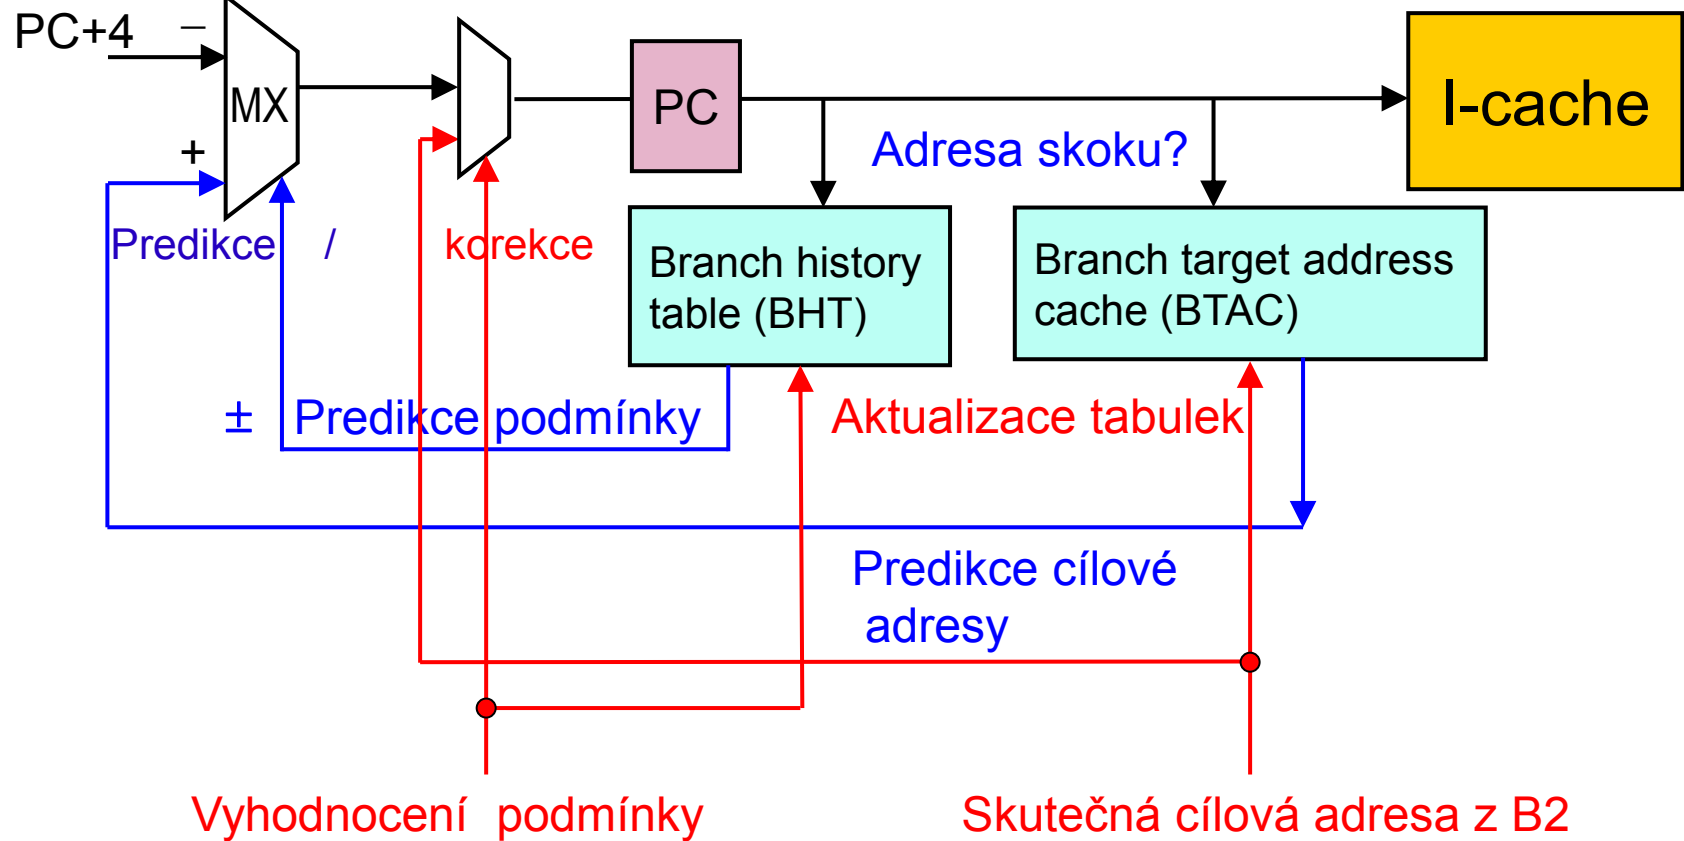 PC+4 –
MX
+
PC
I-cache
Adresa skoku?
Predikce / korekce
Branch history
table (BHT)
Branch target address
cache (BTAC)
± Predikce podmínky
Aktualizace tabulek
Predikce cílové
adresy
Vyhodnocení podmínky
Skutečná cílová adresa z B2